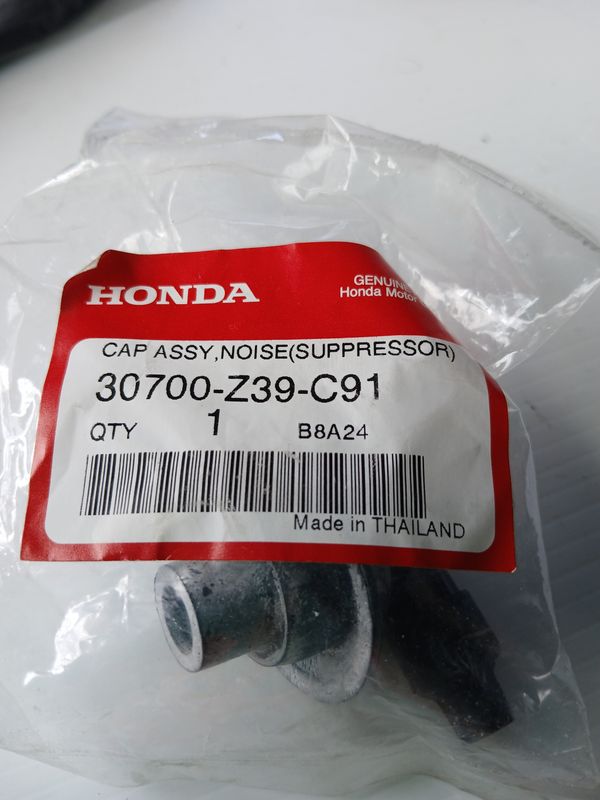 HONDA
GENUINE
Honda Motor
CAP ASSY,NOISE(SUPPRESSOR)
30700-Z39-C91
QTY 1 B8A24
Made in THAILAND